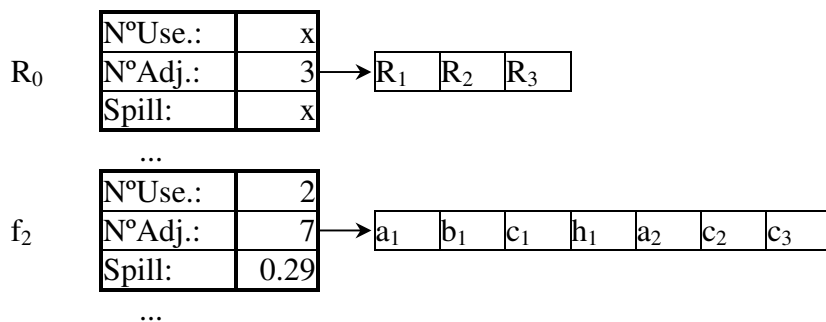 NºUse.: x
R₀ NºAdj.: 3 R₁ R₂ R₃
Spill: x
...
NºUse.: 2
f₂ NºAdj.: 7 a₁ b₁ c₁ h₁ a₂ c₂ c₃
Spill: 0.29
...